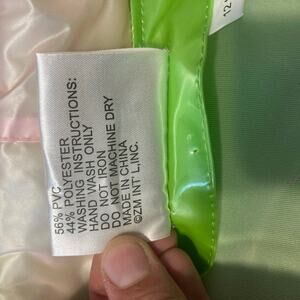 56% PVC
44% POLYESTER
WASHING INSTRUCTIONS:
HAND WASH ONLY
DO NOT IRON
DO NOT MACHINE DRY
MADE IN CHINA
©ZM INT'L,INC.
12